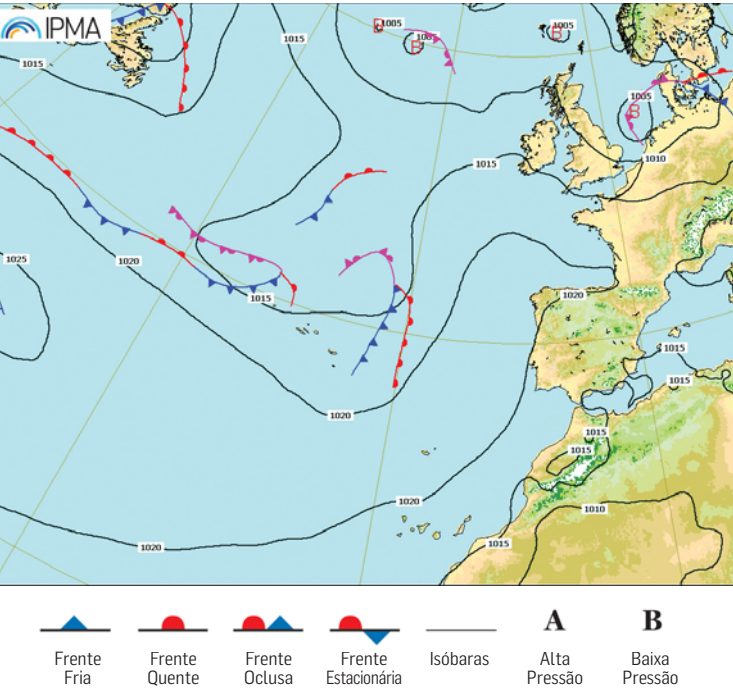 IPMA
1005
B
1005
B
1005
B
1015
1015
1005
B
1010
1015
1025
1020
1015
1020
1015
1015
1020
1015
1015
1020
1010
1020
1015
Frente Fria
Frente Quente
Frente Oclusa
Frente Estacionária
Isóbaras
A
Alta Pressão
B
Baixa Pressão